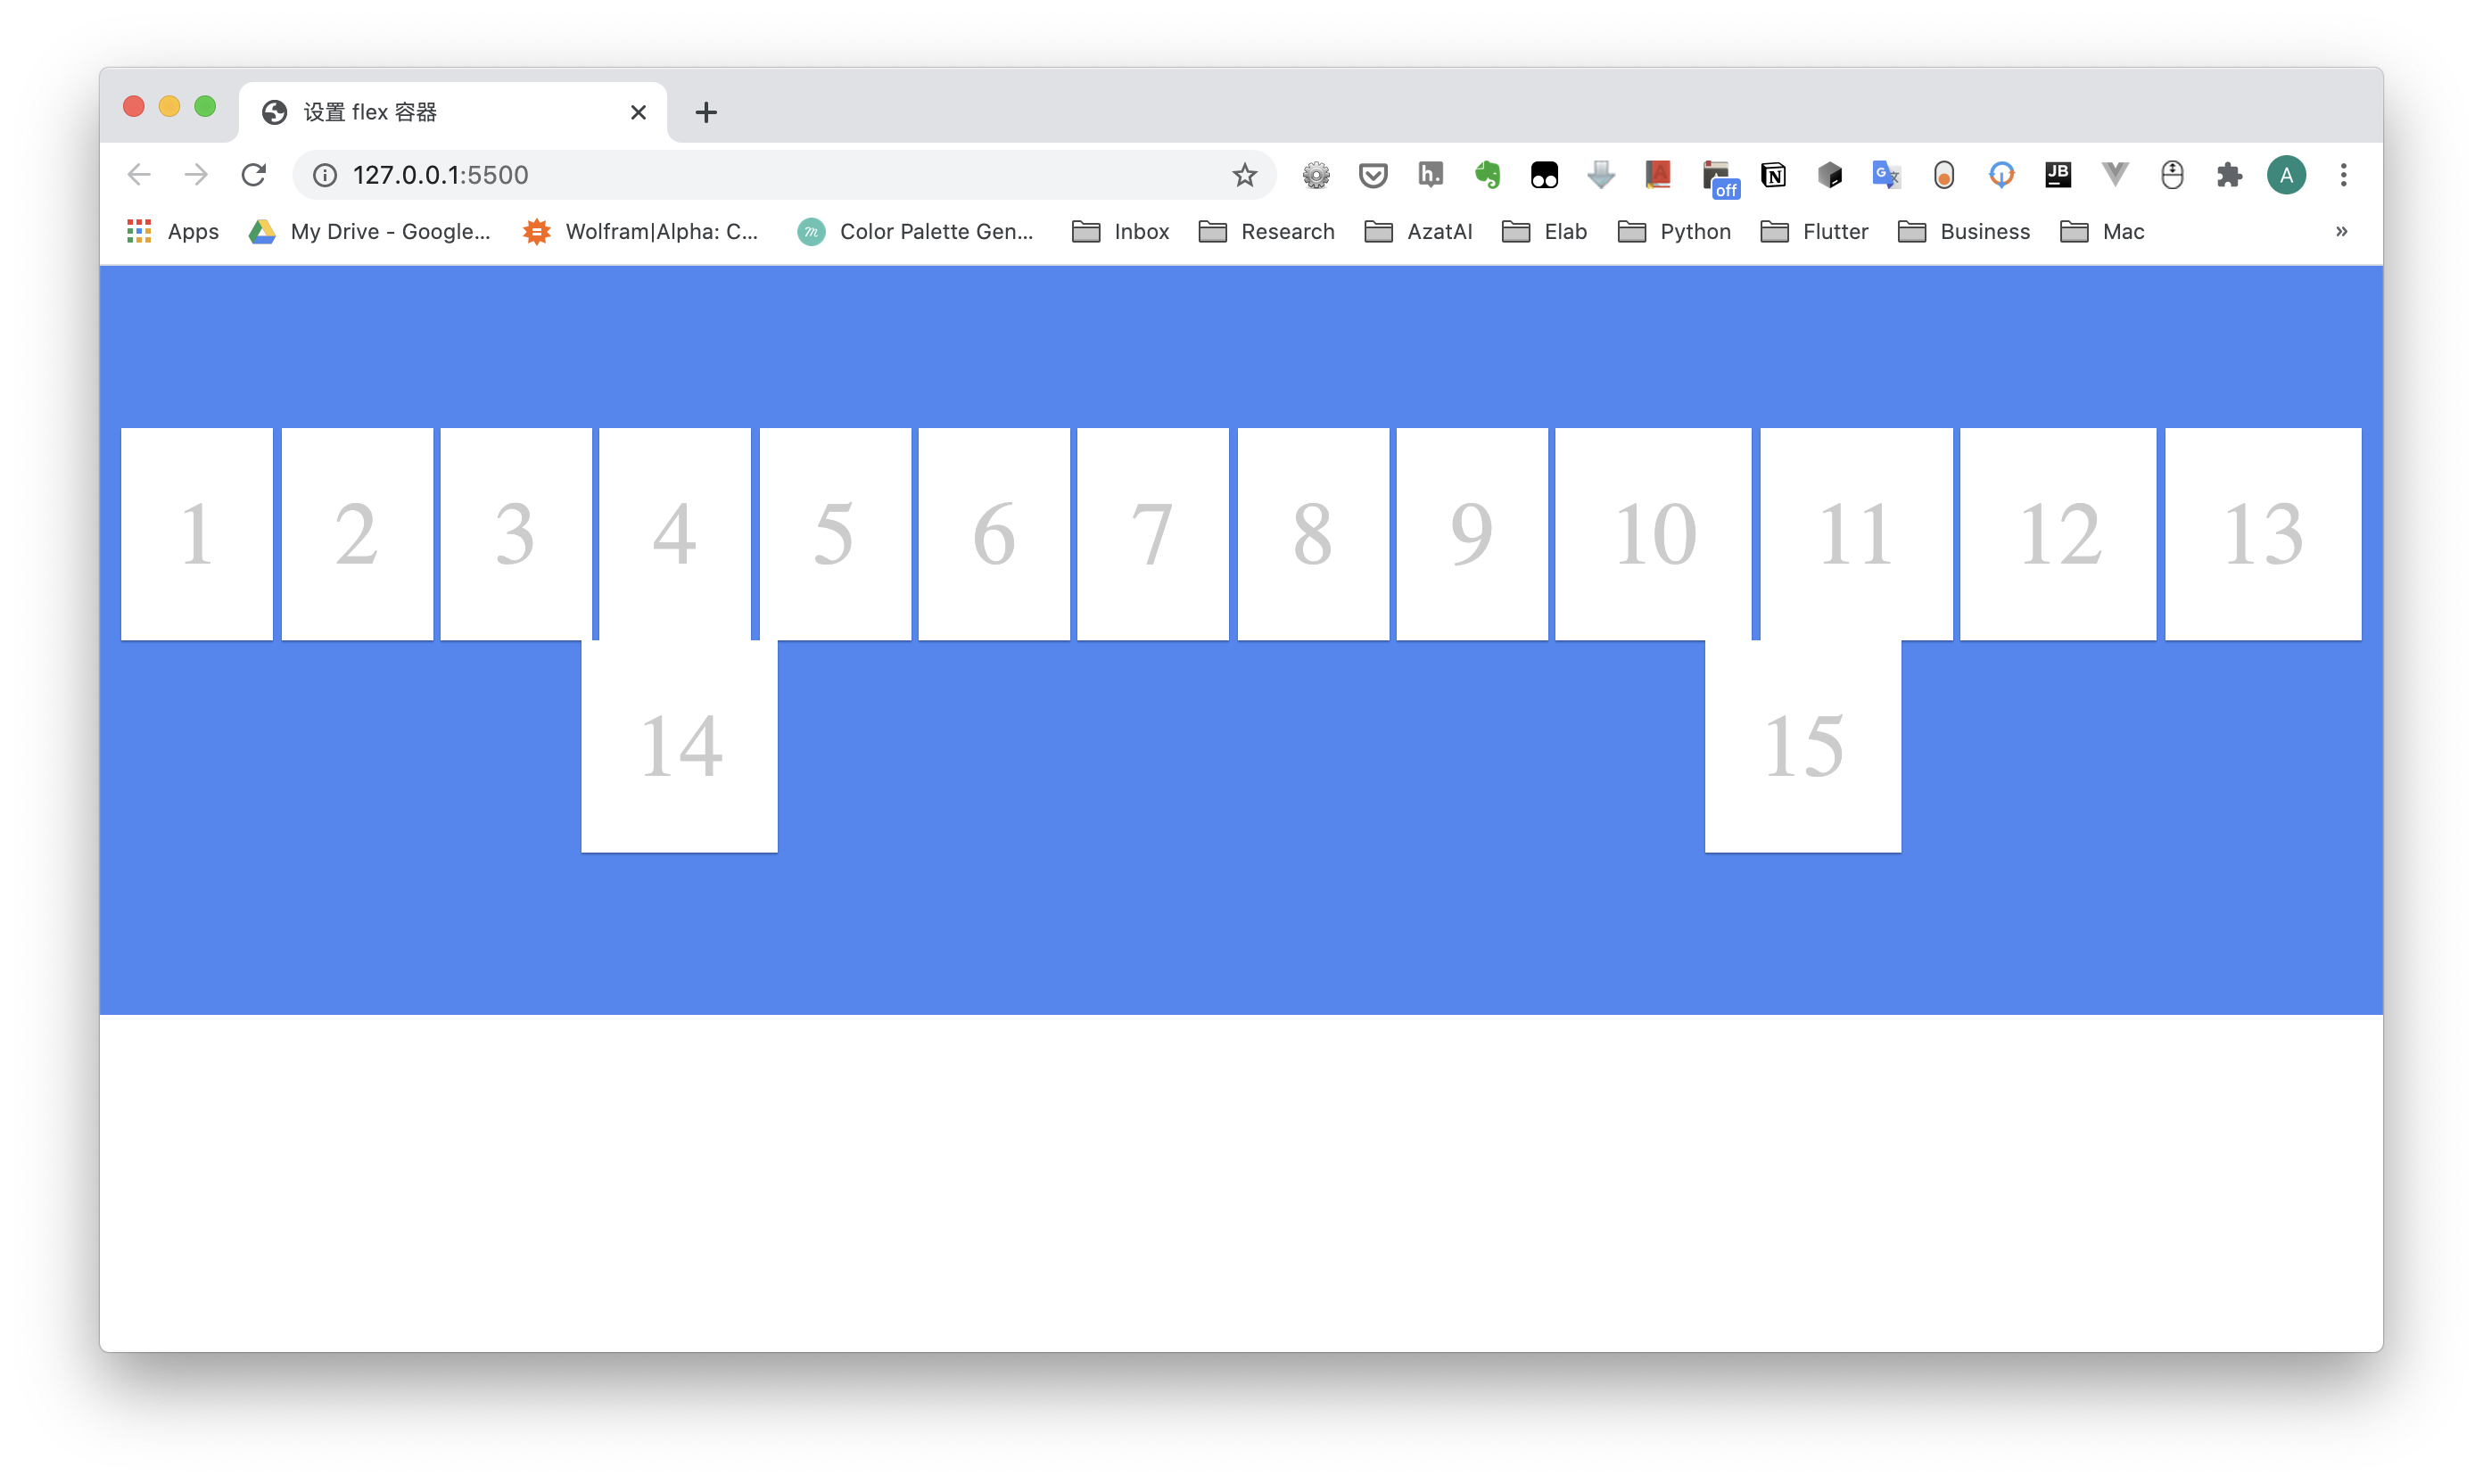 设置 flex 容器
127.0.0.1:5500
off
A
Apps
My Drive - Google...
Wolfram|Alpha: C...
Color Palette Gen...
Inbox
Research
AzatAI
Elab
Python
Flutter
Business
Mac
»
1 2 3 4 5 6 7 8 9 10 11 12 13
14 15